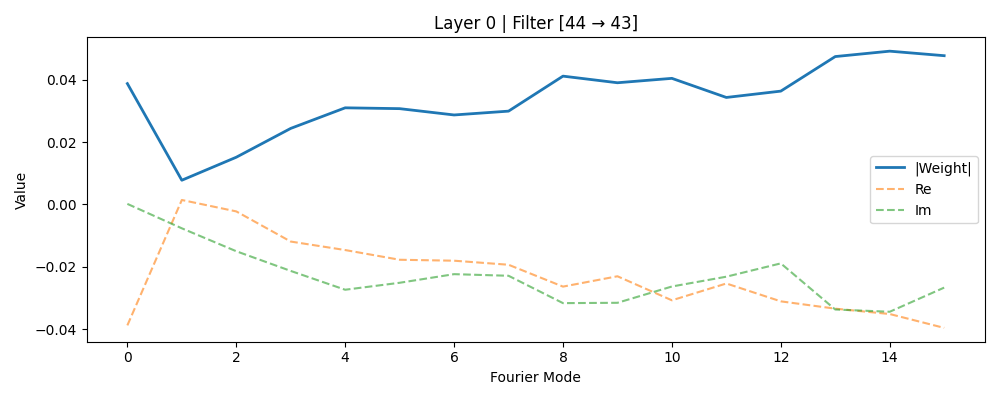 Layer 0 | Filter [44 → 43]
Value
0.04
0.02
0.00
−0.02
−0.04
|Weight|
Re
Im
0 2 4 6 8 10 12 14
Fourier Mode